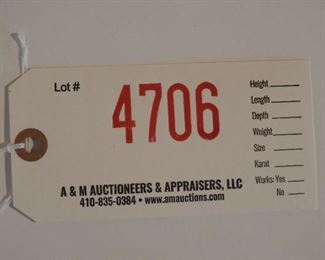 Lot #
4706
Height
Length
Depth
Weight
Size
Karat
Works: Yes
No
A & M AUCTIONEERS & APPRAISERS, LLC
410-835-0384 • www.amauctions.com